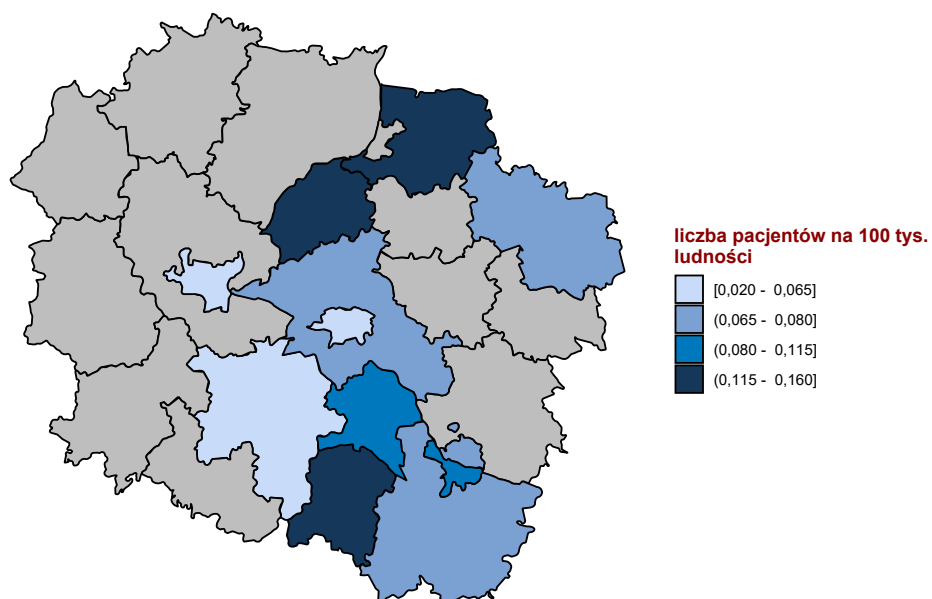 liczba pacjentów na 100 tys.
ludności
[0,020 - 0,065]
(0,065 - 0,080]
(0,080 - 0,115]
(0,115 - 0,160]